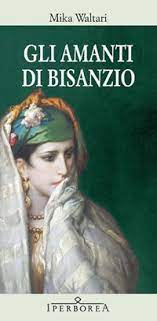 Mika Waltari
GLI AMANTI
DI BISANZIO
IPERBOREA